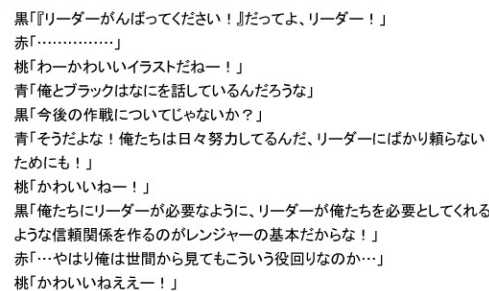 黒「『リーダーがんばってください！』だってよ、リーダー！」
赤「……………」
桃「わーかわいいイラストだねー！」
青「俺とブラックはなにを話しているんだろうな」
黒「今後の作戦についてじゃないか？」
青「そうだよな！俺たちは日々努力してるんだ、リーダーにばかり頼らない
ためにも！」
桃「かわいいねー！」
黒「俺たちにリーダーが必要なように、リーダーが俺たちを必要としてくれる
ような信頼関係を作るのがレンジャーの基本だからな！」
赤「…やはり俺は世間から見てもこういう役回りなのか…」
桃「かわいいねええー！」